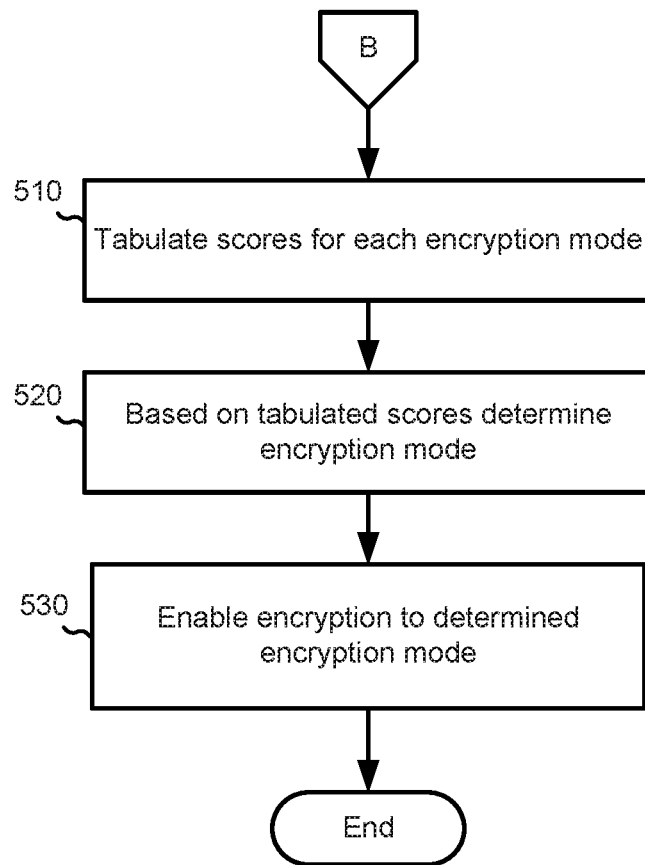 B
510
Tabulate scores for each encryption mode
520
Based on tabulated scores determine
encryption mode
530
Enable encryption to determined
encryption mode
End